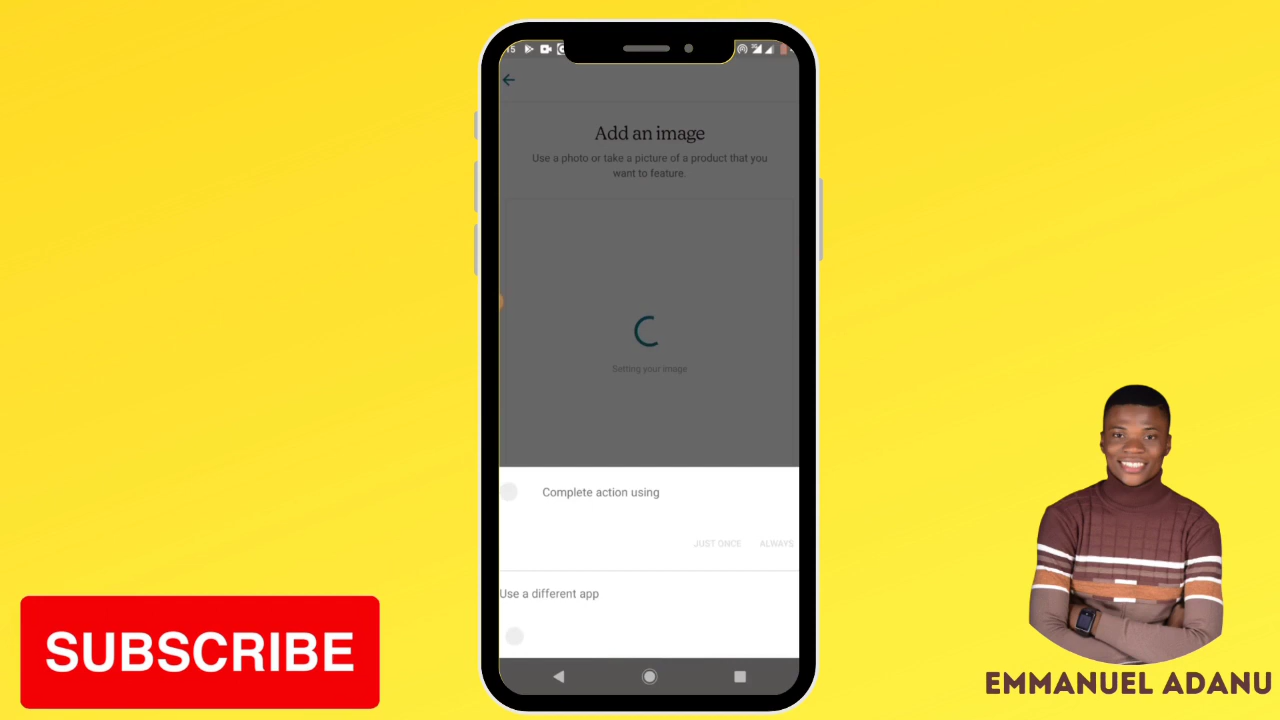 15
Add an image
Use a photo or take a picture of a product that you
want to feature.
Setting your image
Complete action using
JUST ONCE ALWAYS
Use a different app
SUBSCRIBE
EMMANUEL ADANU